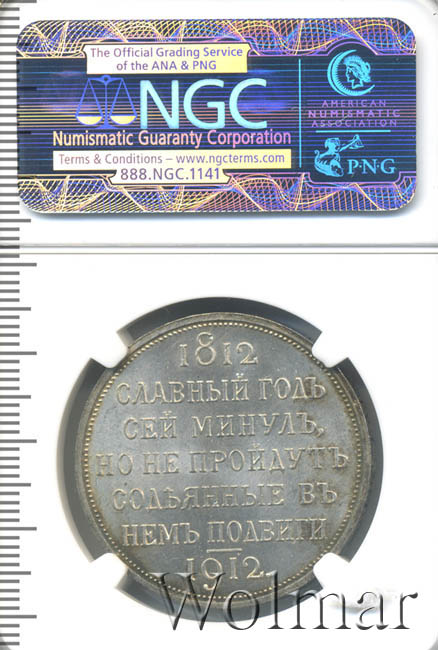 The Official Grading Service
of the ANA & PNG
NGC
Numismatic Guaranty Corporation
Terms & Conditions – www.ngcterms.com
888.NGC.1141
AMERICAN
NUMISMATIC
ASSOCIATION
P·N·G
1812
СЛАВНЫЙ ГОДЪ
СЕЙ МИНУЛЪ,
НО НЕ ПРОЙДУТЪ
СОДѢЯННЫЕ ВЪ
НЕМЪ ПОДВИГИ
1912.
Wolmar